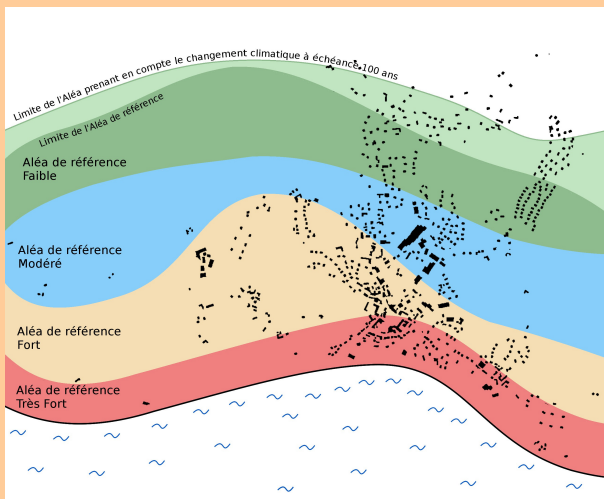 Limite de l'Aléa prenant en compte le changement climatique à échéance 100 ans
Limite de l'Aléa de référence
Aléa de référence
Faible
Aléa de référence
Modéré
Aléa de référence
Fort
Aléa de référence
Très Fort